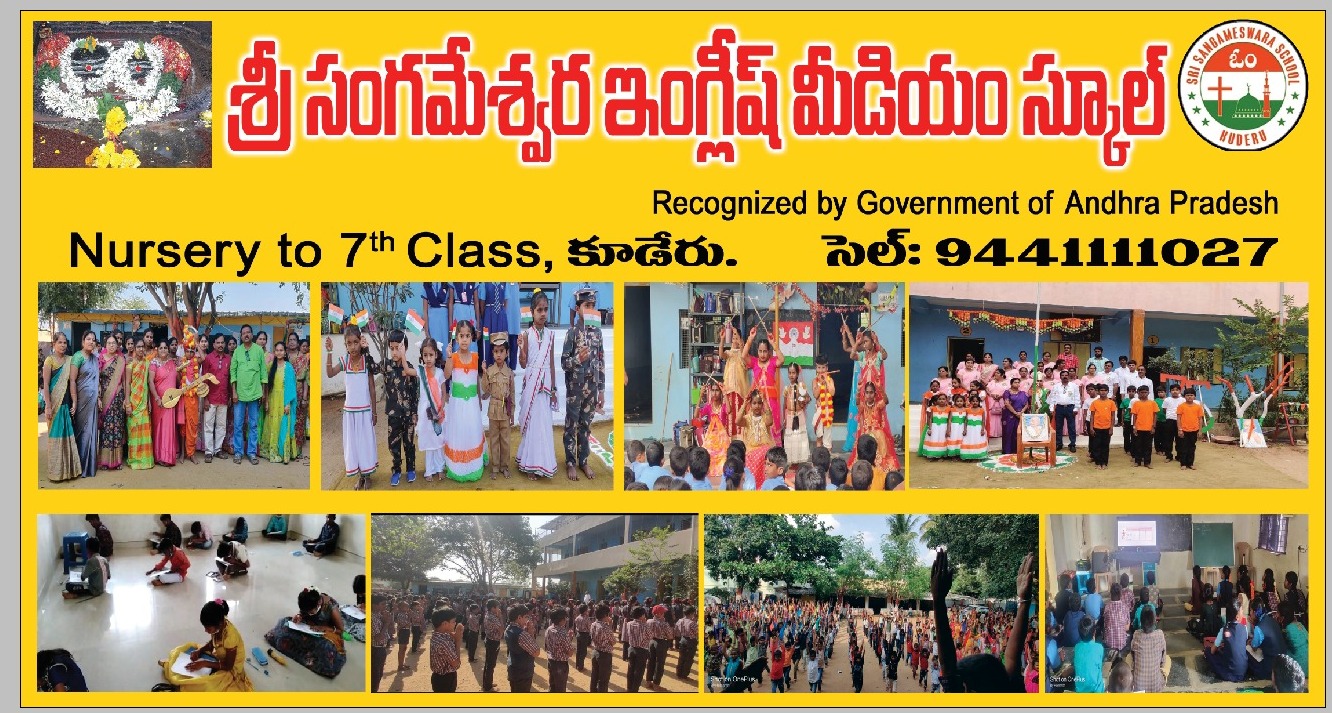 శ్రీ సంగమేశ్వర ఇంగ్లీష్ మీడియం స్కూల్
SRI SANGAMESWARA SCHOOL
ఓం
KUDERU
Recognized by Government of Andhra Pradesh
Nursery to 7th Class, కూడేరు. సెల్: 9441111027